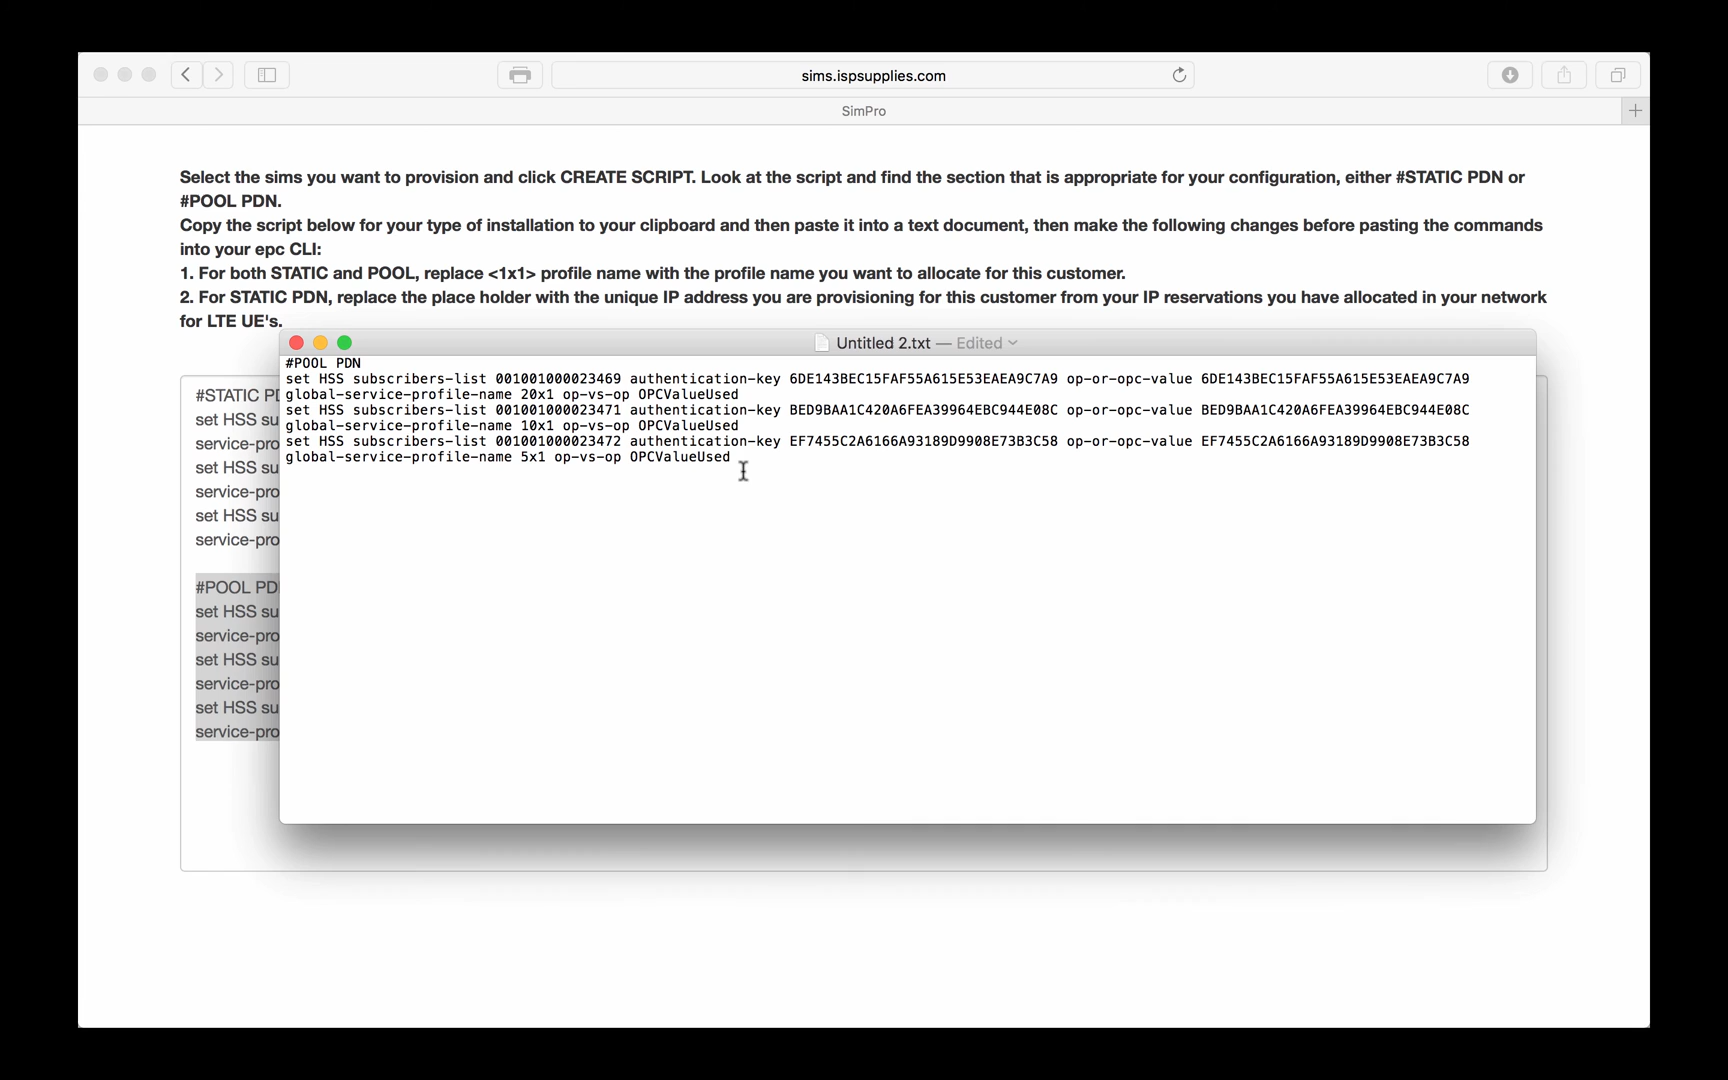 sims.ispsupplies.com
SimPro
Select the sims you want to provision and click CREATE SCRIPT. Look at the script and find the section that is appropriate for your configuration, either #STATIC PDN or
#POOL PDN.
Copy the script below for your type of installation to your clipboard and then paste it into a text document, then make the following changes before pasting the commands
into your epc CLI:
1. For both STATIC and POOL, replace <1x1> profile name with the profile name you want to allocate for this customer.
2. For STATIC PDN, replace the place holder with the unique IP address you are provisioning for this customer from your IP reservations you have allocated in your network
for LTE UE's.
Untitled 2.txt — Edited
#POOL PDN
set HSS subscribers-list 001001000023469 authentication-key 6DE143BEC15FAF55A615E53EAEA9C7A9 op-or-opc-value 6DE143BEC15FAF55A615E53EAEA9C7A9
global-service-profile-name 20x1 op-vs-op OPCValueUsed
set HSS subscribers-list 001001000023471 authentication-key BED9BAA1C420A6FEA39964EBC944E08C op-or-opc-value BED9BAA1C420A6FEA39964EBC944E08C
global-service-profile-name 10x1 op-vs-op OPCValueUsed
set HSS subscribers-list 001001000023472 authentication-key EF7455C2A6166A93189D9908E73B3C58 op-or-opc-value EF7455C2A6166A93189D9908E73B3C58
global-service-profile-name 5x1 op-vs-op OPCValueUsed
#STATIC PD
set HSS su
service-pro
set HSS su
service-pro
set HSS su
service-pro
#POOL PD
set HSS su
service-pro
set HSS su
service-pro
set HSS su
service-pro